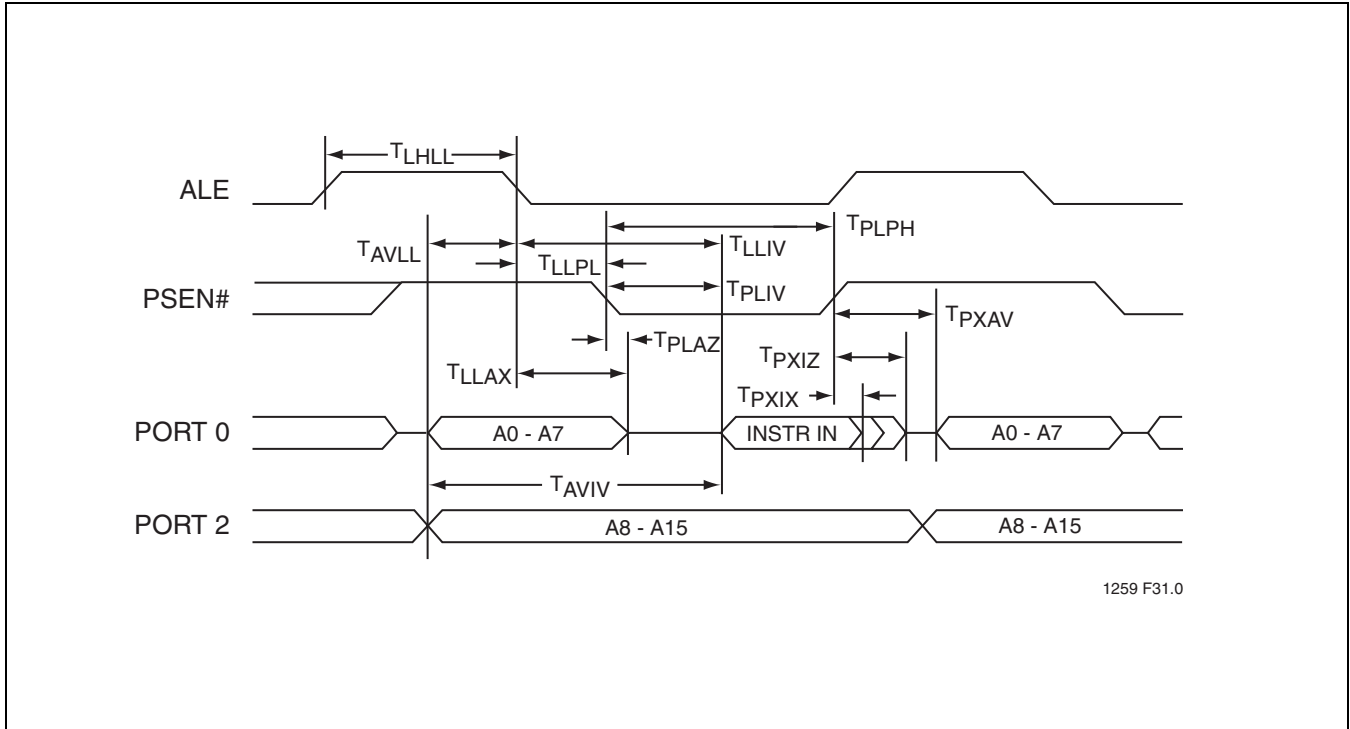 TLHLL
ALE
TPLPH
TAVLL
TLLIV
TLLPL
PSEN#
TPLIV
TPXAV
TPLAZ
TPXIZ
TLLAX
TPXIX
PORT 0
A0 - A7
INSTR IN
A0 - A7
TAVIV
PORT 2
A8 - A15
A8 - A15
1259 F31.0